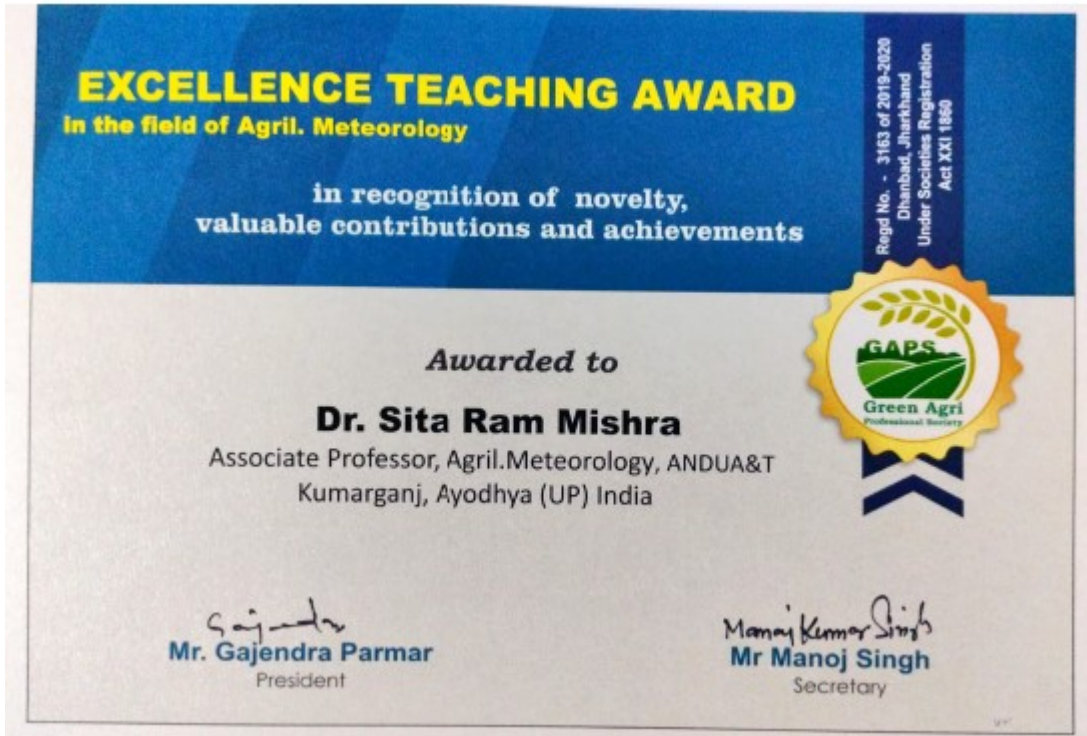 EXCELLENCE TEACHING AWARD
in the field of Agril. Meteorology
in recognition of novelty,
valuable contributions and achievements
Regd No. - 3163 of 2019-2020
Dhanbad, Jharkhand
Under Societies Registration
Act XXI 1860
GAPS
Green Agri
Professional Society
Awarded to
Dr. Sita Ram Mishra
Associate Professor, Agril.Meteorology, ANDUA&T
Kumarganj, Ayodhya (UP) India
Gajendra
Mr. Gajendra Parmar
President
Manoj Kumar Singh
Mr Manoj Singh
Secretary